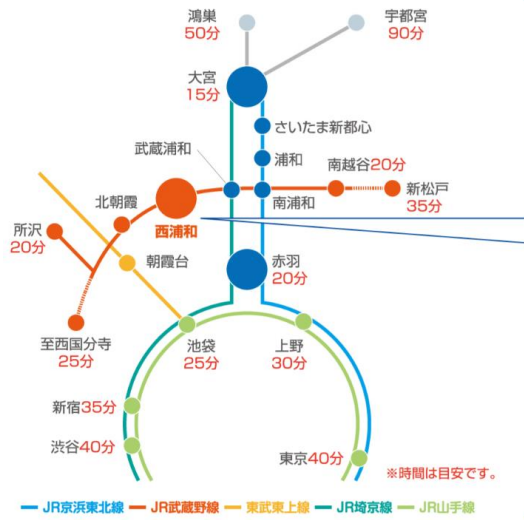 鴻巣
50分
宇都宮
90分
大宮
15分
さいたま新都心
武蔵浦和
浦和
南越谷20分
新松戸
35分
北朝霞
西浦和
南浦和
所沢
20分
朝霞台
赤羽
20分
至西国分寺
25分
池袋
25分
上野
30分
新宿35分
渋谷40分
東京40分
※時間は目安です。
JR京浜東北線
JR武蔵野線
東武東上線
JR埼京線
JR山手線